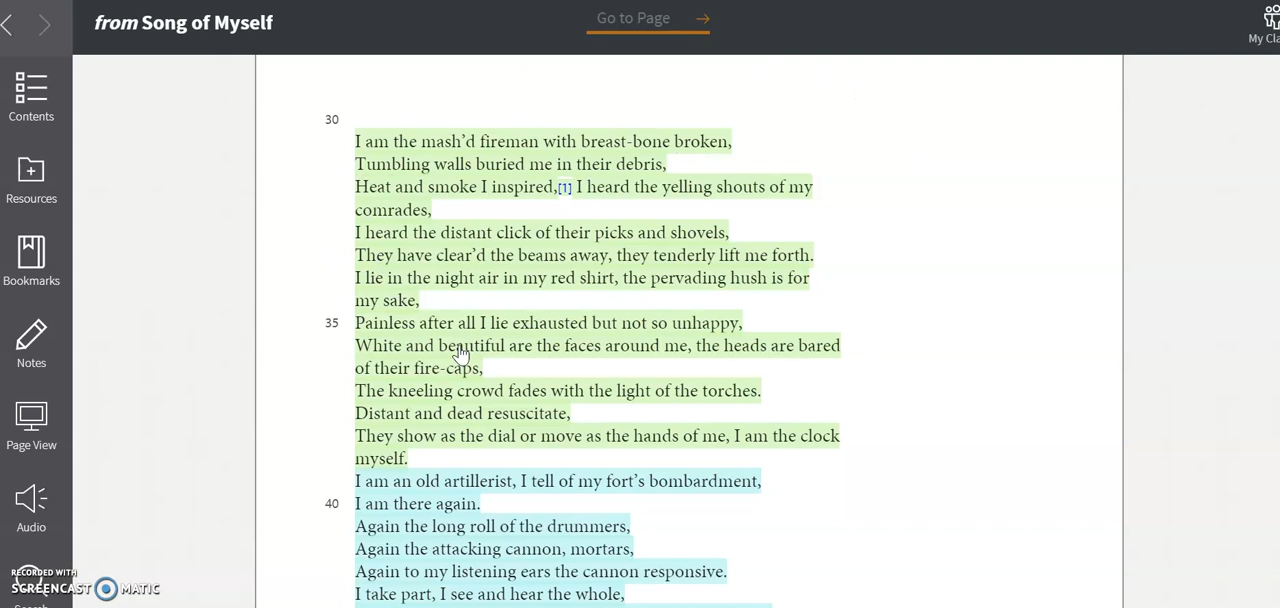 from Song of Myself
Go to Page →
My Cla
Contents
Resources
Bookmarks
Notes
Page View
Audio
30
I am the mash’d fireman with breast-bone broken,
Tumbling walls buried me in their debris,
Heat and smoke I inspired,[1] I heard the yelling shouts of my
comrades,
I heard the distant click of their picks and shovels,
They have clear’d the beams away, they tenderly lift me forth.
I lie in the night air in my red shirt, the pervading hush is for
my sake,
35 Painless after all I lie exhausted but not so unhappy,
White and beautiful are the faces around me, the heads are bared
of their fire-caps,
The kneeling crowd fades with the light of the torches.
Distant and dead resuscitate,
They show as the dial or move as the hands of me, I am the clock
myself.
I am an old artillerist, I tell of my fort’s bombardment,
40 I am there again.
Again the long roll of the drummers,
Again the attacking cannon, mortars,
Again to my listening ears the cannon responsive.
I take part, I see and hear the whole,
RECORDED WITH
SCREENCAST MATIC